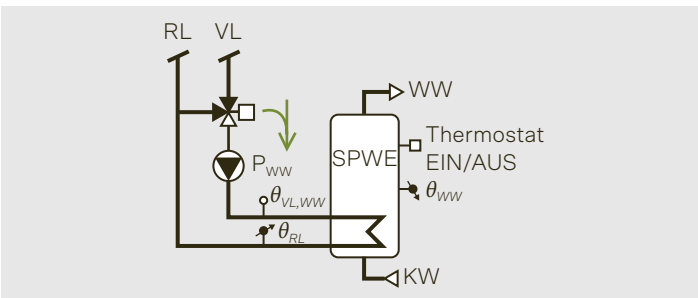 RL VL
WW
Thermostat
SPWE
EIN/AUS
P_WW
θ_WW
θ_VL,WW
θ_RL
KW